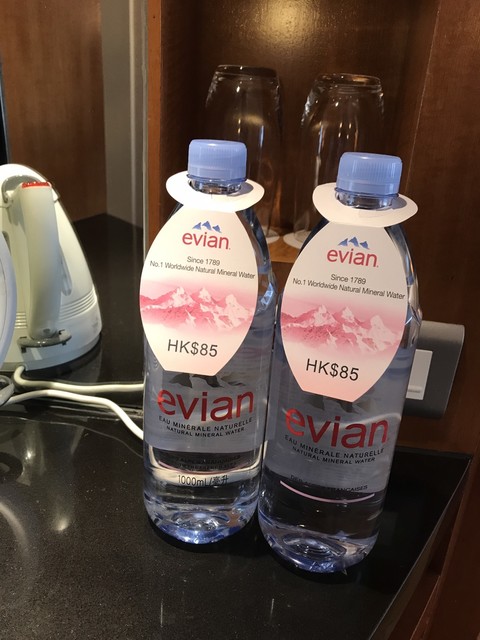 evian
Since 1789
No.1 Worldwide Natural Mineral Water
HK$85
evian
EAU MINÉRALE NATURELLE
NATURAL MINERAL WATER
1000ml/毫升
evian
Since 1789
No.1 Worldwide Natural Mineral Water
HK$85
evian
EAU MINÉRALE NATURELLE
NATURAL MINERAL WATER